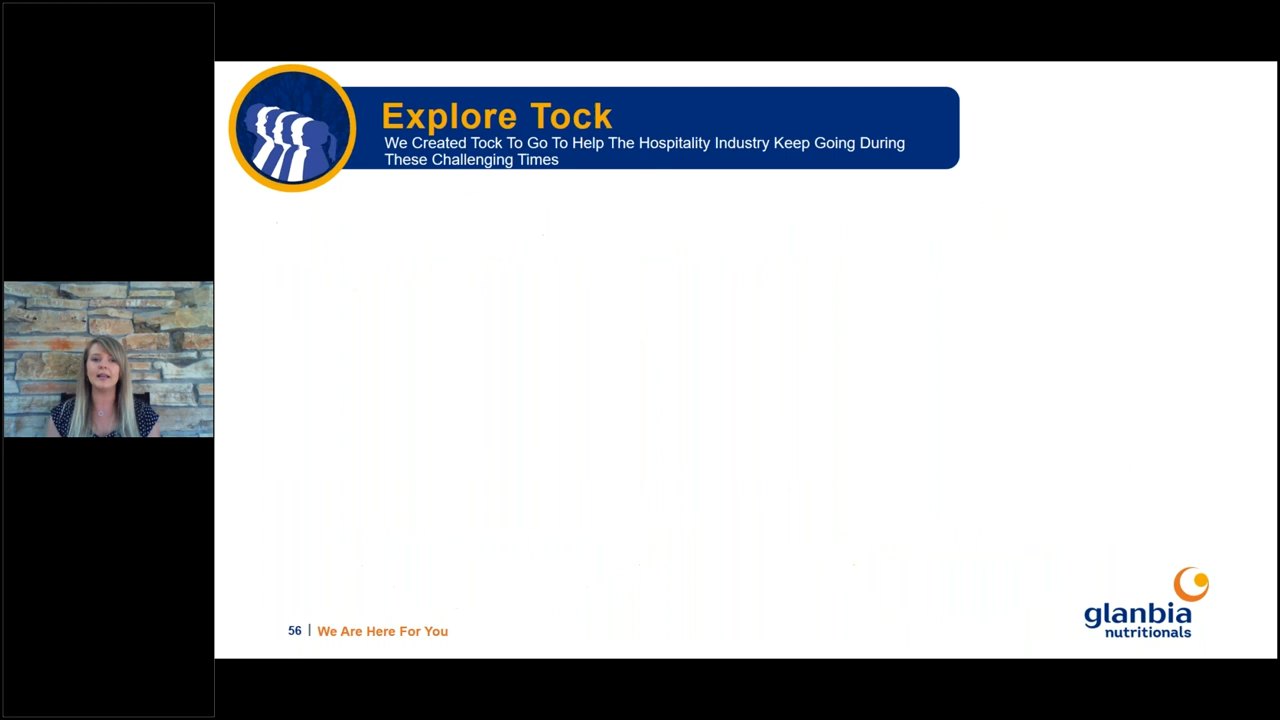 Explore Tock
We Created Tock To Go To Help The Hospitality Industry Keep Going During
These Challenging Times
56 | We Are Here For You
glanbia
nutritionals